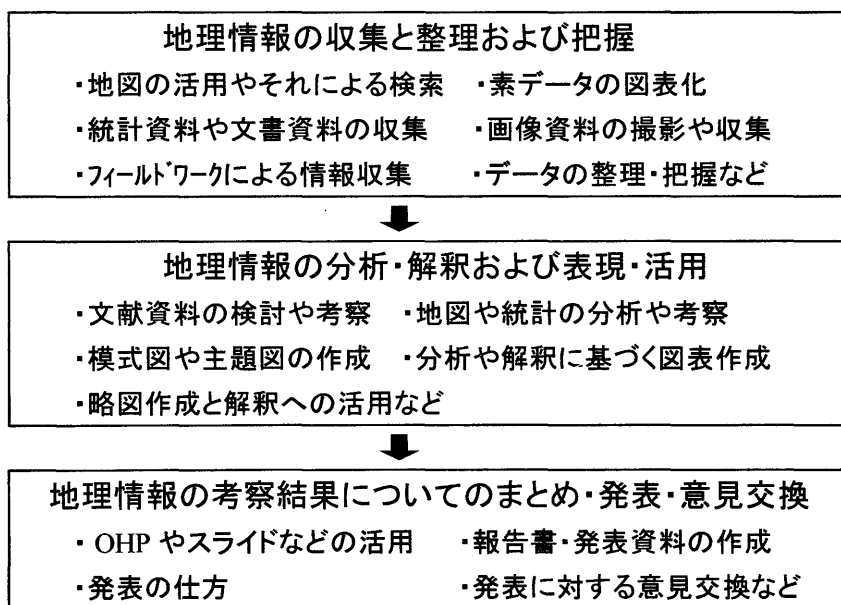 地理情報の収集と整理および把握
・地図の活用やそれによる検索 ・素データの図表化
・統計資料や文書資料の収集 ・画像資料の撮影や収集
・フィールドワークによる情報収集 ・データの整理・把握など
地理情報の分析・解釈および表現・活用
・文献資料の検討や考察 ・地図や統計の分析や考察
・模式図や主題図の作成 ・分析や解釈に基づく図表作成
・略図作成と解釈への活用など
地理情報の考察結果についてのまとめ・発表・意見交換
・OHPやスライドなどの活用 ・報告書・発表資料の作成
・発表の仕方 ・発表に対する意見交換など